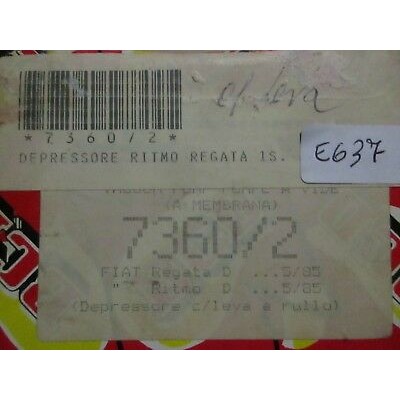 c/leva
*7360/2*
DEPRESSORE RITMO REGATA 1S.
E637
(A MEMBRANA)
7360/2
FIAT Regata D ...5/85
" Ritmo D ...5/85
(Depressore c/leva a rullo)